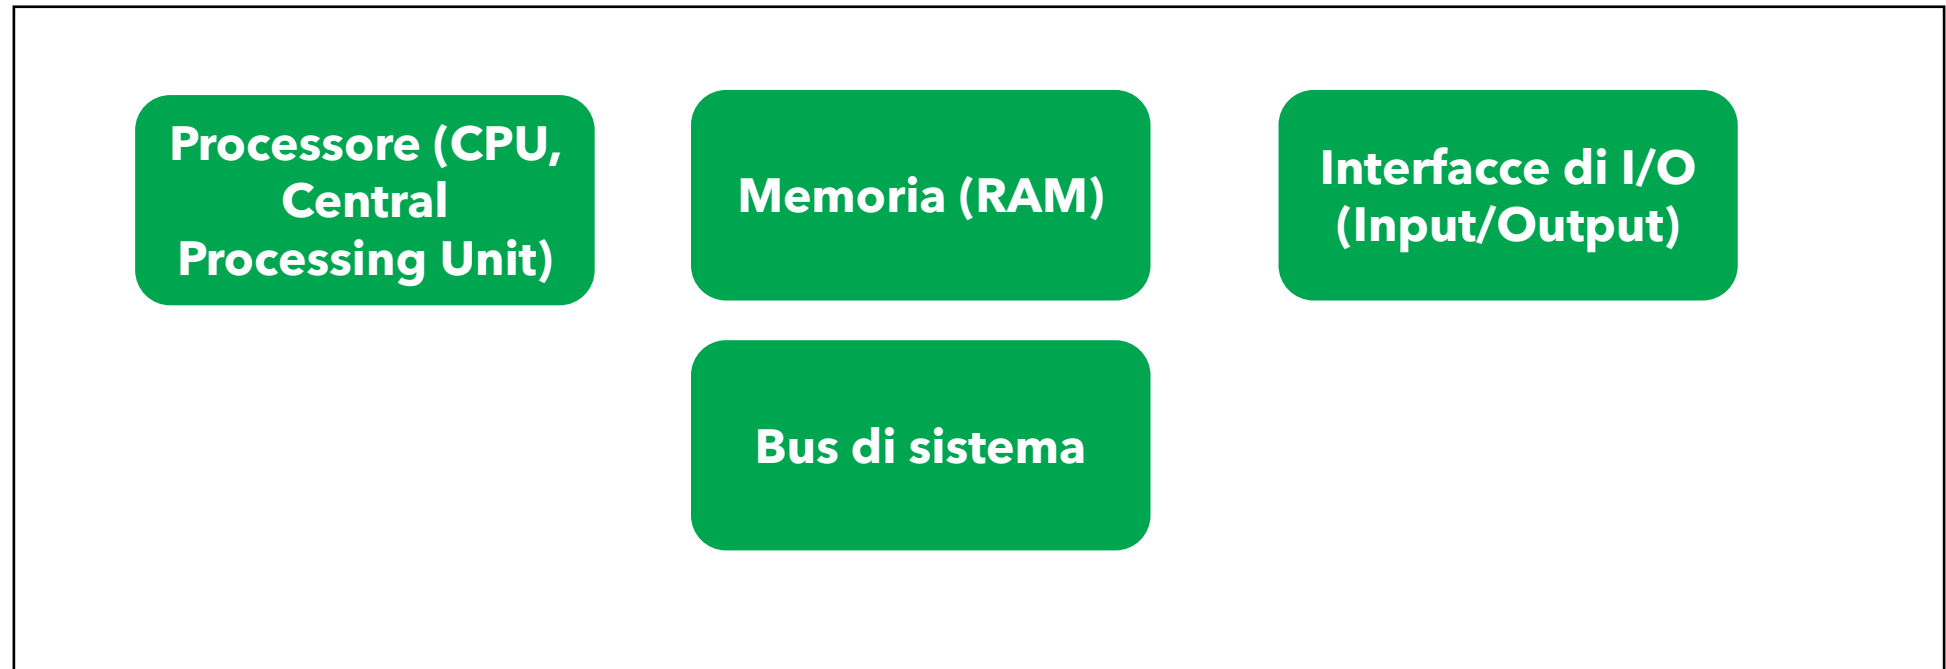 Processore (CPU,
Central
Processing Unit)
Memoria (RAM)
Interfacce di I/O
(Input/Output)
Bus di sistema